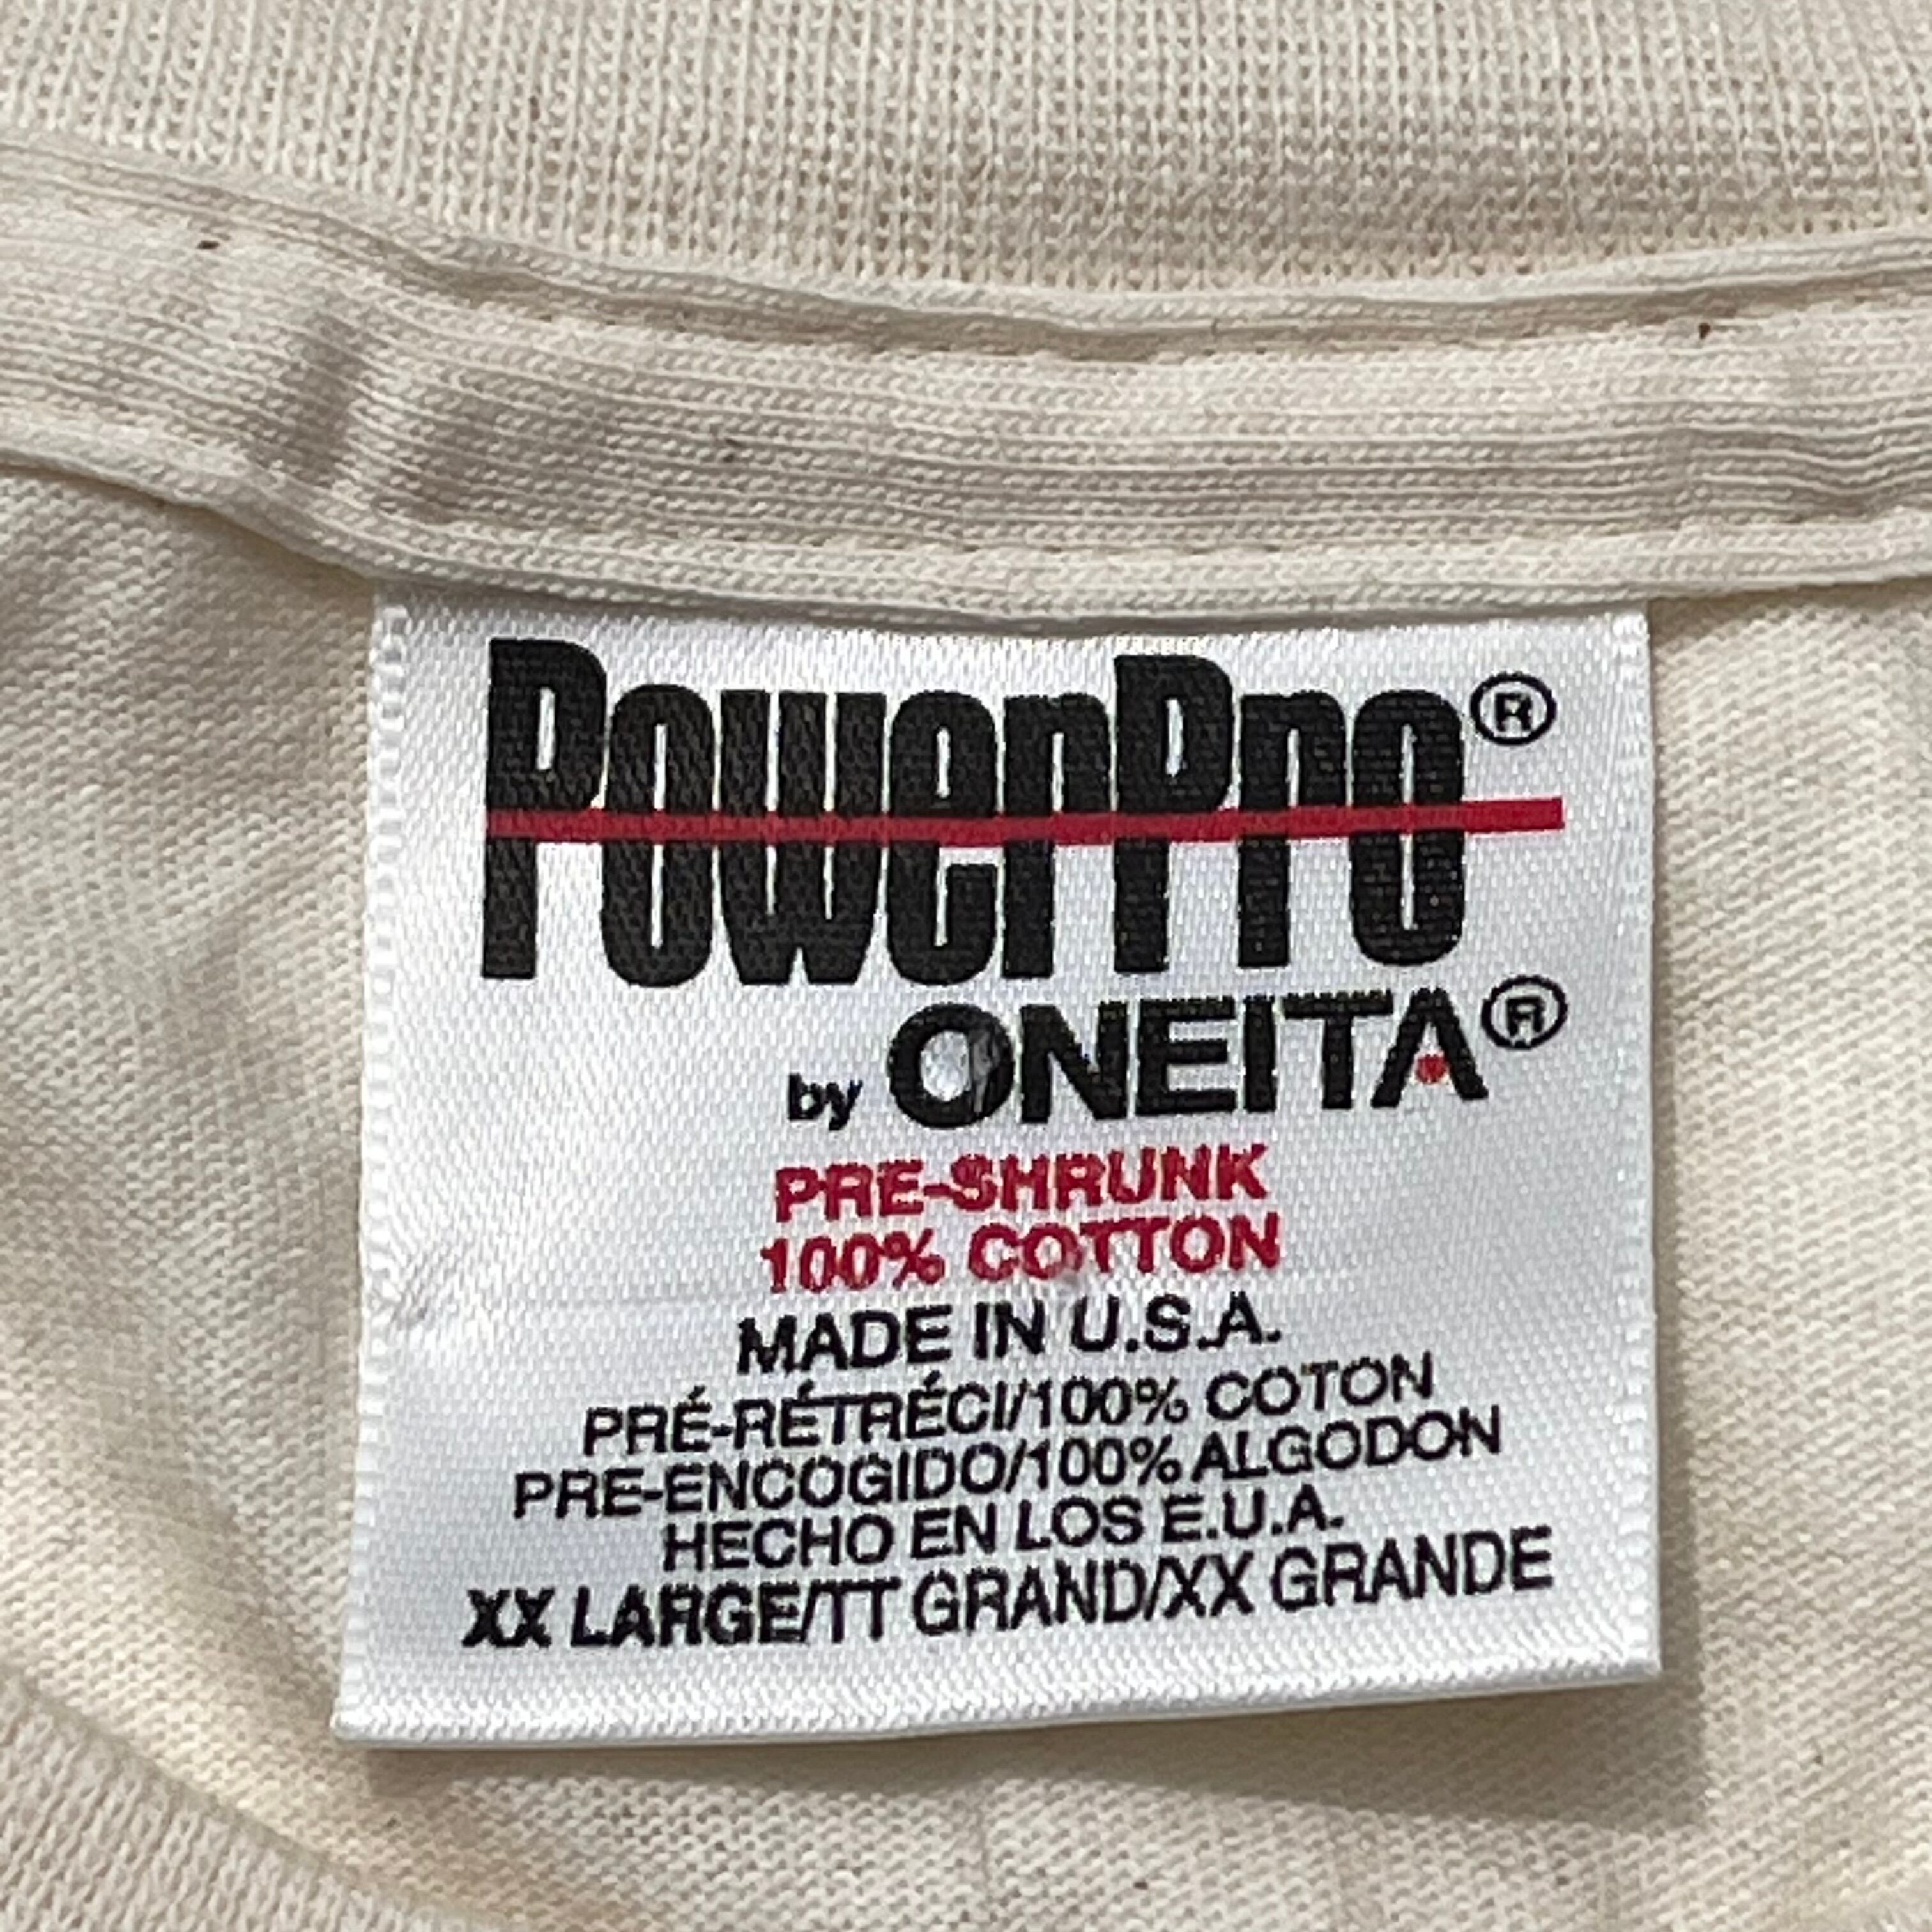 PowerPro®
by ONEITA®
PRE-SHRUNK
100% COTTON
MADE IN U.S.A.
PRÉ-RÉTRÉCI/100% COTON
PRE-ENCOGIDO/100% ALGODON
HECHO EN LOS E.U.A.
XX LARGE/TT GRAND/XX GRANDE